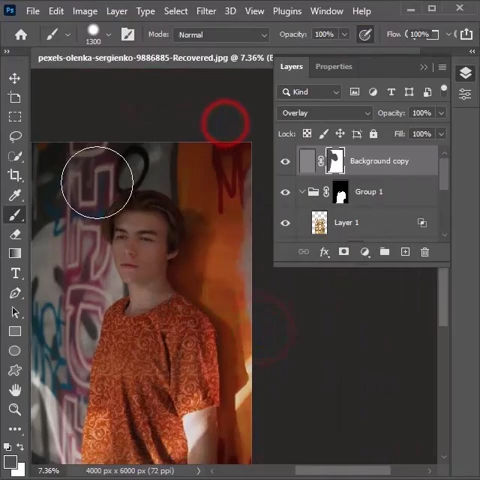 Ps File Edit Image Layer Type Select Filter 3D View Plugins Window Help
1300 Mode: Normal Opacity: 100% Flow: 100%
pexels-olenka-sergienko-9886885-Recovered.jpg @ 7.36% (B
Layers Properties
Kind
Overlay Opacity: 100%
Lock: Fill: 100%
Background copy
Group 1
Layer 1
fx
7.36% 4000 px x 6000 px (72 ppi)